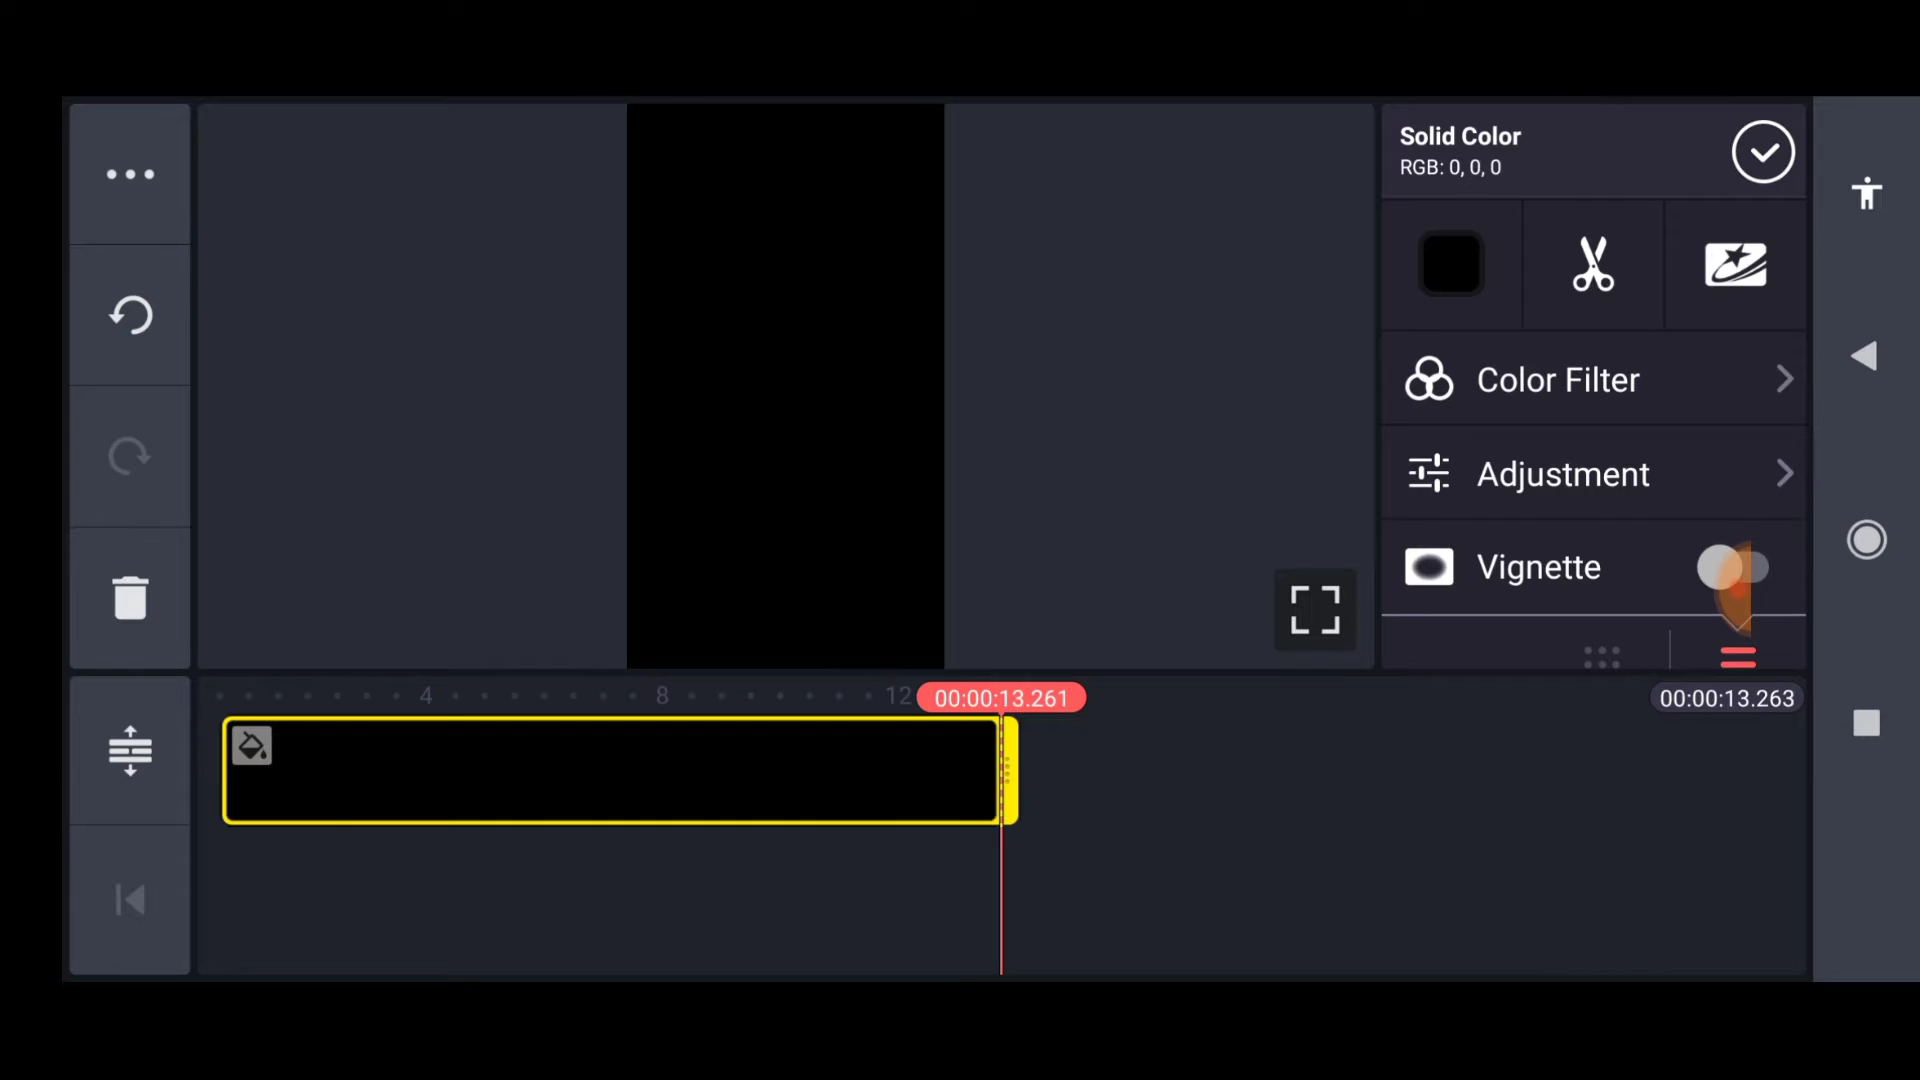 Solid Color
RGB: 0, 0, 0
Color Filter
Adjustment
Vignette
4 8 12 00:00:13.261 00:00:13.263